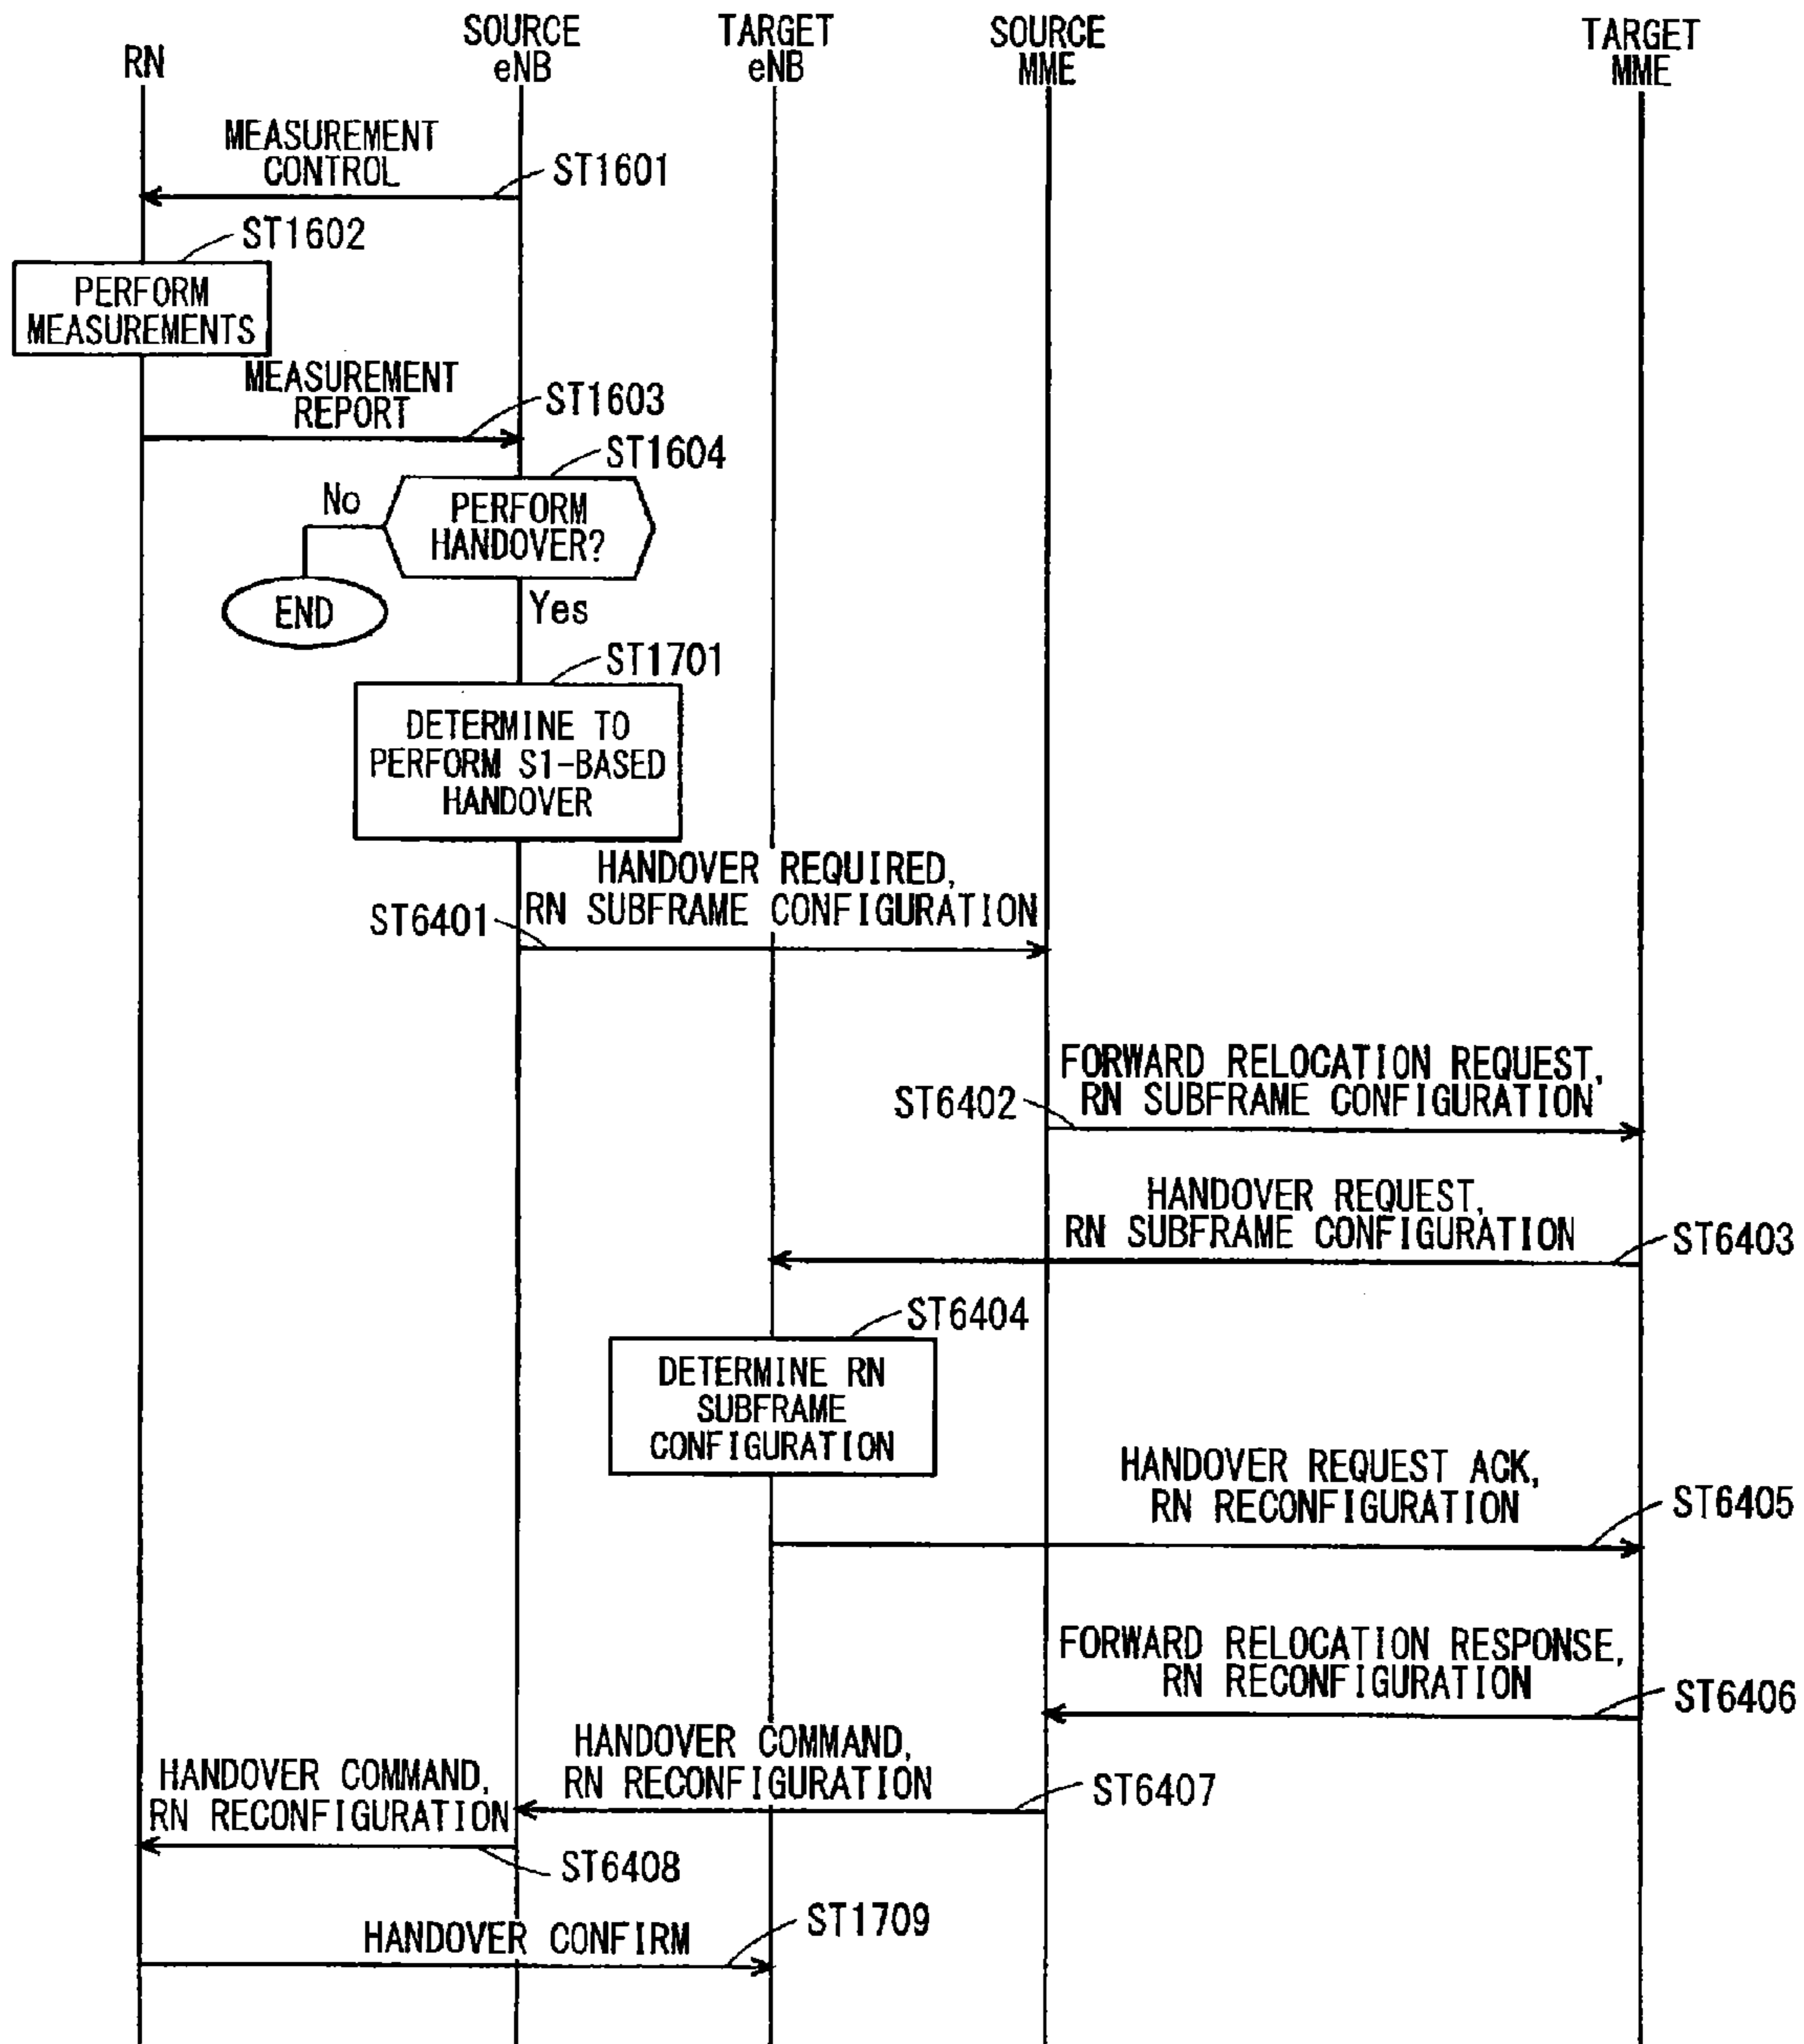 RN
SOURCE
eNB
TARGET
eNB
SOURCE
MME
TARGET
MME
MEASUREMENT
CONTROL
ST1601
ST1602
PERFORM
MEASUREMENTS
MEASUREMENT
REPORT
ST1603
ST1604
No
PERFORM
HANDOVER?
END
Yes
ST1701
DETERMINE TO
PERFORM S1-BASED
HANDOVER
HANDOVER REQUIRED,
RN SUBFRAME CONFIGURATION
ST6401
FORWARD RELOCATION REQUEST,
RN SUBFRAME CONFIGURATION
ST6402
HANDOVER REQUEST,
RN SUBFRAME CONFIGURATION
ST6403
ST6404
DETERMINE RN
SUBFRAME
CONFIGURATION
HANDOVER REQUEST ACK,
RN RECONFIGURATION
ST6405
FORWARD RELOCATION RESPONSE,
RN RECONFIGURATION
ST6406
HANDOVER COMMAND,
RN RECONFIGURATION
ST6407
HANDOVER COMMAND,
RN RECONFIGURATION
ST6408
HANDOVER CONFIRM
ST1709